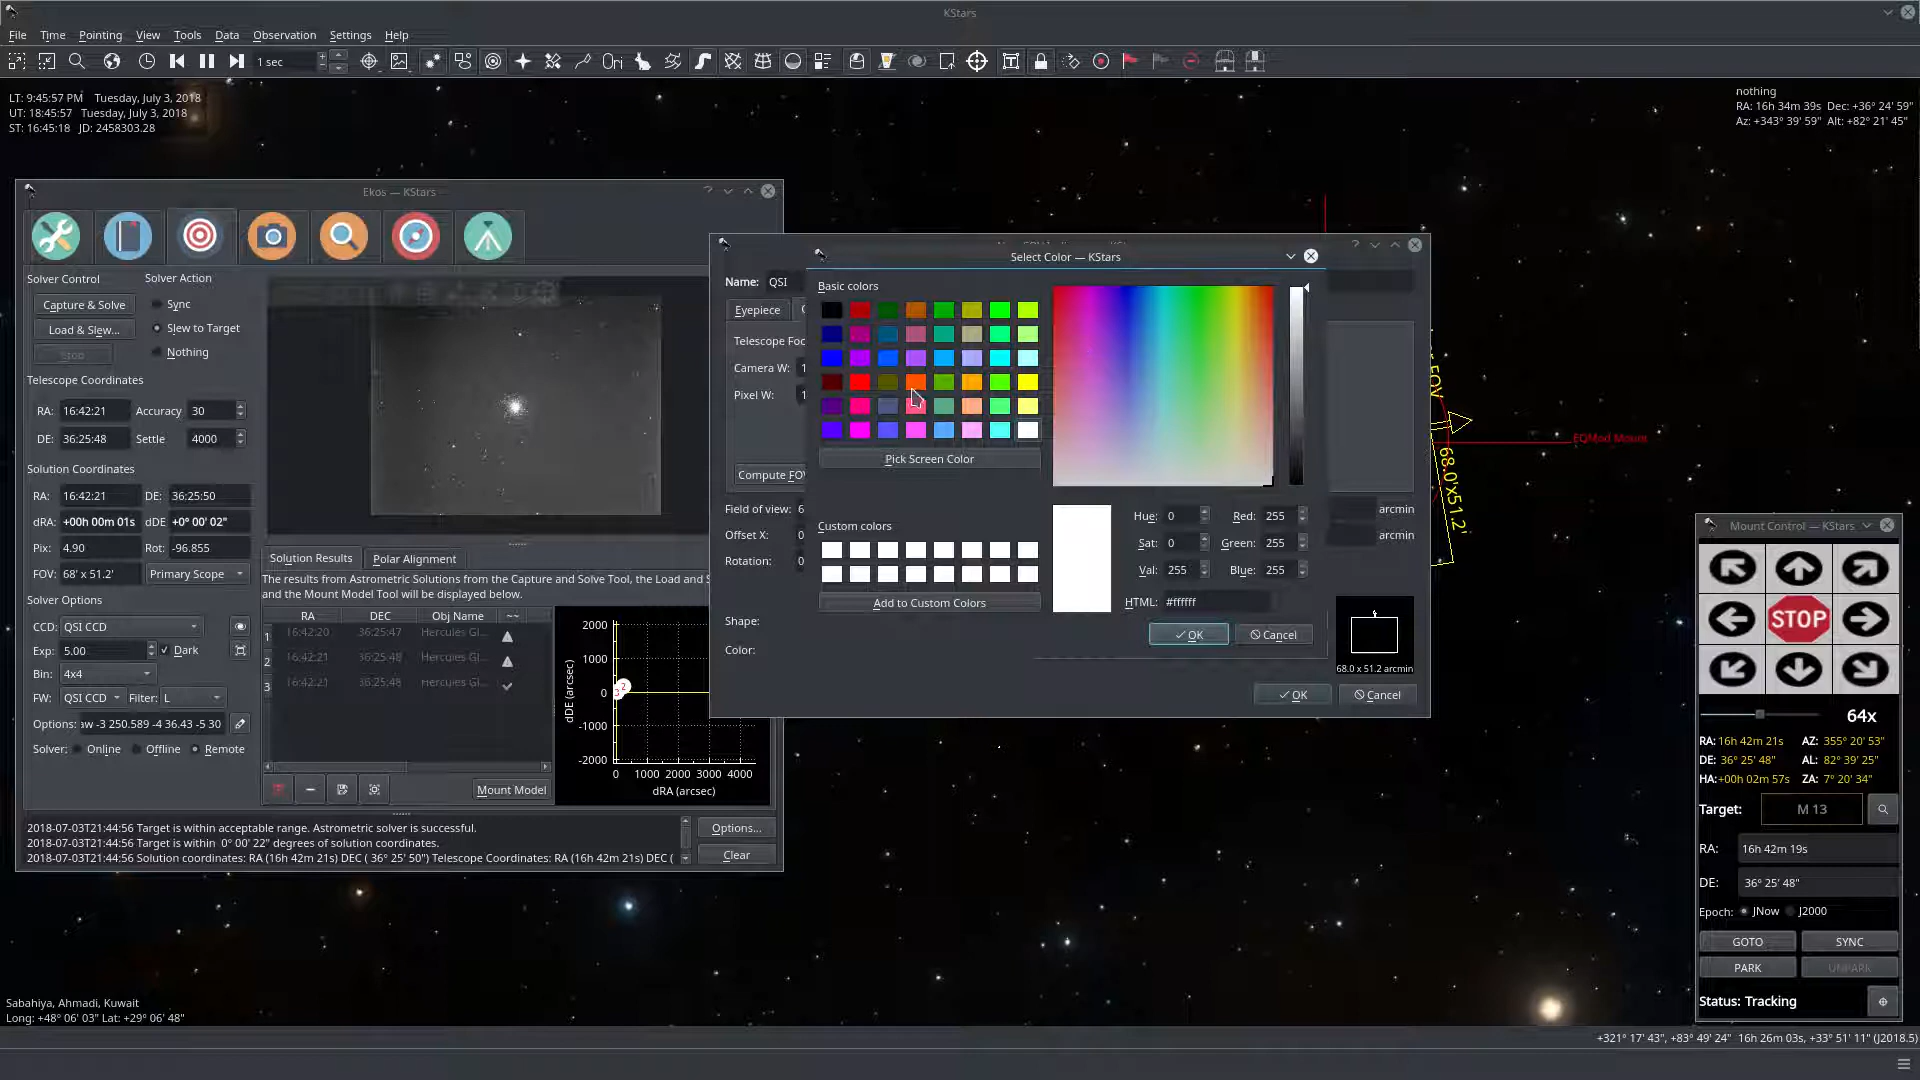 KStars
File Time Pointing View Tools Data Observation Settings Help
1 sec
LT: 9:45:57 PM Tuesday, July 3, 2018
UT: 18:45:57 Tuesday, July 3, 2018
ST: 16:45:18 JD: 2458303.28
nothing
RA: 16h 34m 39s Dec: +36° 24' 59"
Az: +343° 39' 59" Alt: +82° 21' 45"
Ekos — KStars
Solver Control
Solver Action
Capture & Solve
Sync
Load & Slew...
Slew to Target
Stop
Nothing
Telescope Coordinates
RA: 16:42:21 Accuracy 30
DE: 36:25:48 Settle 4000
Solution Coordinates
RA: 16:42:21 DE: 36:25:50
dRA: +00h 00m 01s dDE +0° 00' 02"
Pix: 4.90 Rot: -96.855
FOV: 68' x 51.2' Primary Scope
Solver Options
CCD: QSI CCD
Exp: 5.00 Dark
Bin: 4x4
FW: QSI CCD Filter: L
Options: aw -3 250.589 -4 36.43 -5 30
Solver: Online Offline Remote
Solution Results Polar Alignment
The results from Astrometric Solutions from the Capture and Solve Tool, the Load and S
and the Mount Model Tool will be displayed below.
RA DEC Obj Name ~~
1 16:42:20 36:25:47 Hercules Gl...
2 16:42:21 36:25:48 Hercules Gl...
3 16:42:21 36:25:48 Hercules Gl...
Mount Model
dDE (arcsec)
2000
1000
0
-1000
-2000
2
0 1000 2000 3000 4000
dRA (arcsec)
2018-07-03T21:44:56 Target is within acceptable range. Astrometric solver is successful.
2018-07-03T21:44:56 Target is within 0° 00' 22" degrees of solution coordinates.
2018-07-03T21:44:56 Solution coordinates: RA (16h 42m 21s) DEC ( 36° 25' 50") Telescope Coordinates: RA (16h 42m 21s) DEC (
Options...
Clear
Name: QSI
Eyepiece
Telescope Foc
Camera W: 1
Pixel W: 1
Compute FOV
Field of view: 6
arcmin
Offset X: 0
arcmin
Rotation: 0
Shape:
Color:
68.0 x 51.2 arcmin
OK Cancel
Select Color — KStars
Basic colors
Pick Screen Color
Custom colors
Add to Custom Colors
Hue: 0 Red: 255
Sat: 0 Green: 255
Val: 255 Blue: 255
HTML: #ffffff
OK Cancel
FOV
68.0'x51.2'
EQMod Mount
Mount Control — KStars
STOP
64x
RA: 16h 42m 21s AZ: 355° 20' 53"
DE: 36° 25' 48" AL: 82° 39' 25"
HA: +00h 02m 57s ZA: 7° 20' 34"
Target: M 13
RA: 16h 42m 19s
DE: 36° 25' 48"
Epoch: JNow J2000
GOTO SYNC
PARK UNPARK
Status: Tracking
Sabahiya, Ahmadi, Kuwait
Long: +48° 06' 03" Lat: +29° 06' 48"
+321° 17' 43", +83° 49' 24" 16h 26m 03s, +33° 51' 11" (J2018.5)